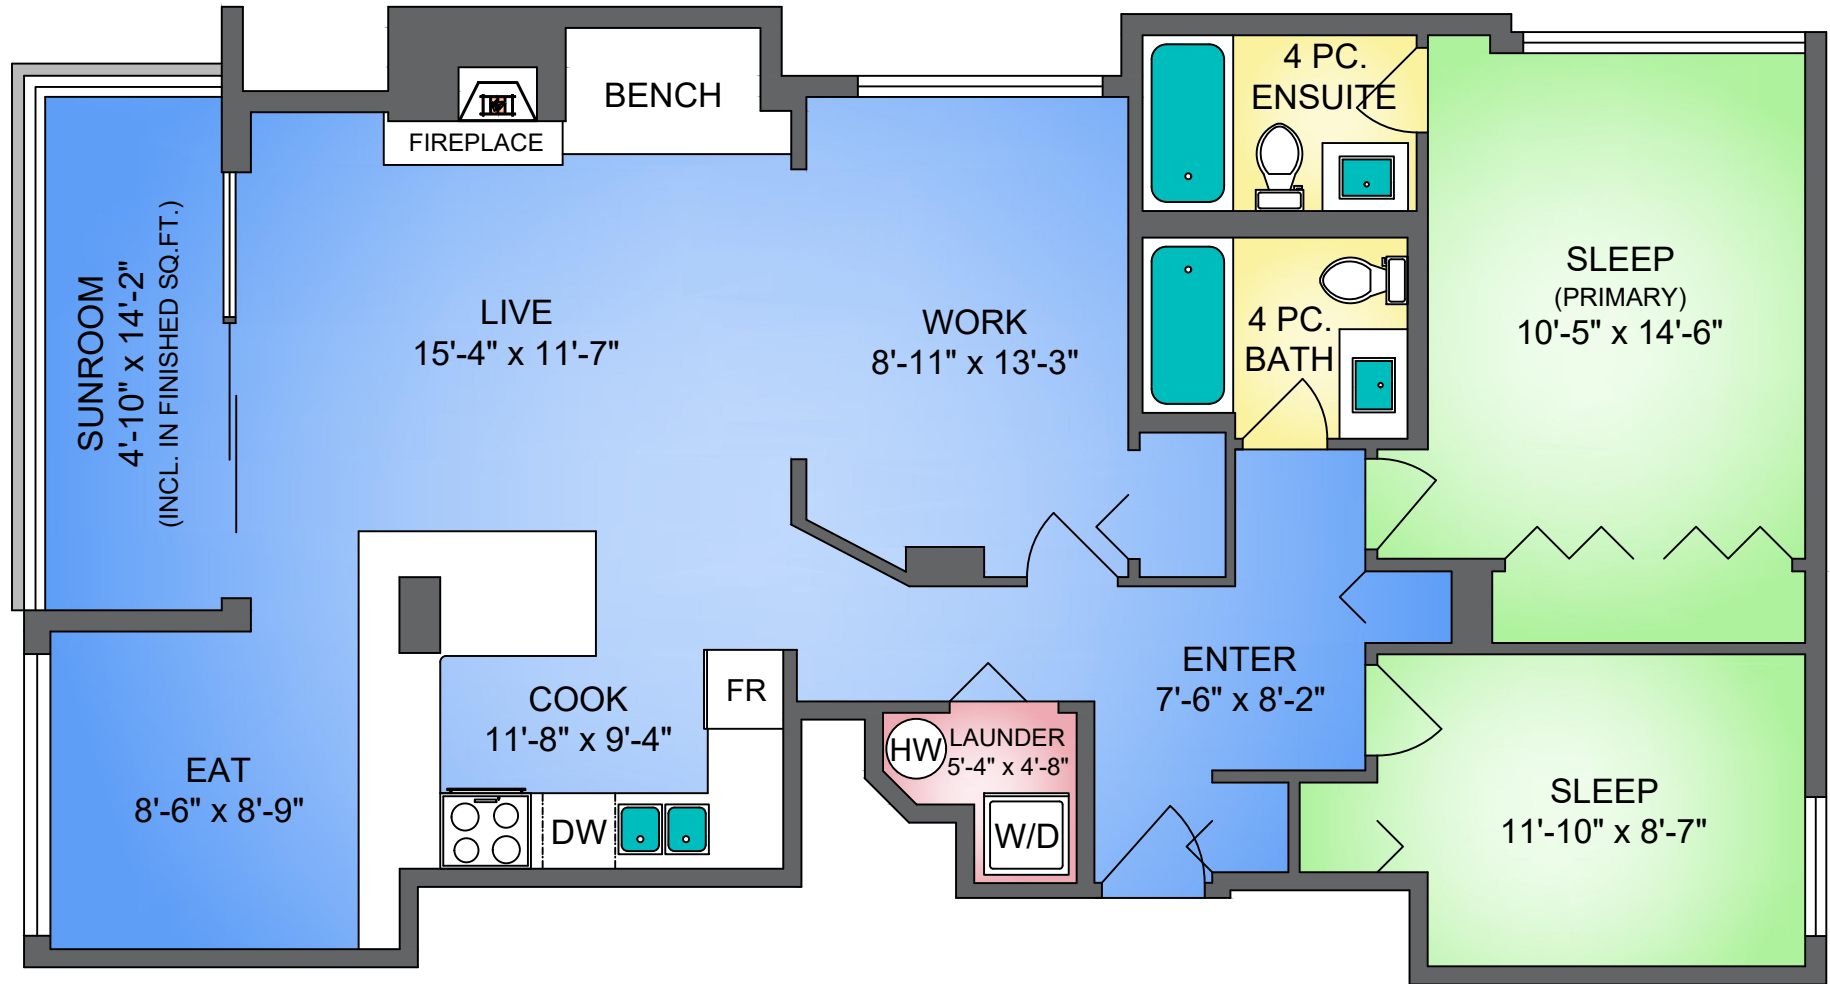 BENCH
FIREPLACE
4 PC.
ENSUITE
SUNROOM
4'-10" x 14'-2"
(INCL. IN FINISHED SQ.FT.)
LIVE
15'-4" x 11'-7"
WORK
8'-11" x 13'-3"
4 PC.
BATH
SLEEP
(PRIMARY)
10'-5" x 14'-6"
COOK
11'-8" x 9'-4"
FR
ENTER
7'-6" x 8'-2"
HW
LAUNDER
5'-4" x 4'-8"
EAT
8'-6" x 8'-9"
DW
W/D
SLEEP
11'-10" x 8'-7"